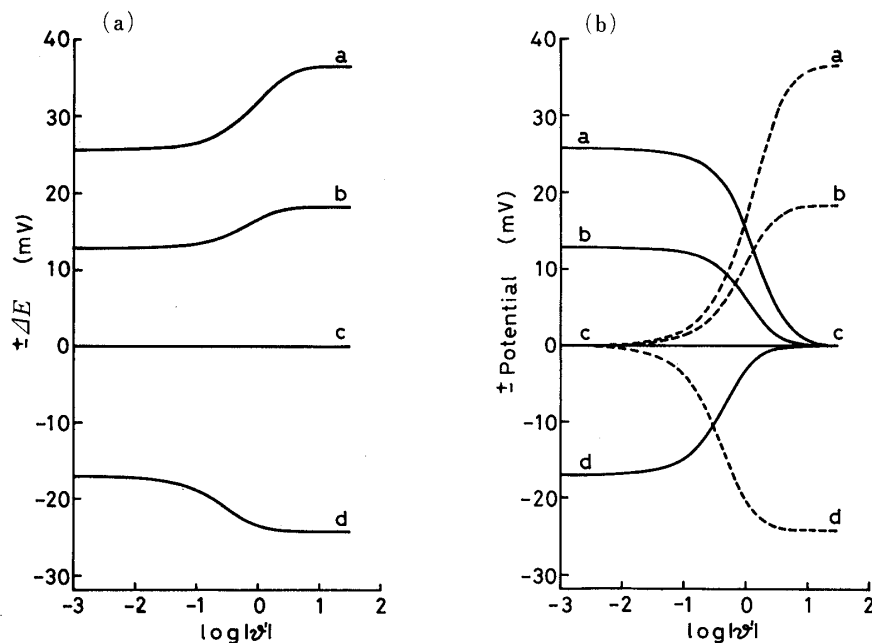 (a)
40
30
20
10
0
-10
-20
-30
± ΔE (mV)
a
b
c
d
-3 -2 -1 0 1 2
log|ϑ'|
(b)
40
30
20
10
0
-10
-20
-30
± Potential (mV)
a
a
b
b
c
c
d
d
-3 -2 -1 0 1 2
log|ϑ'|